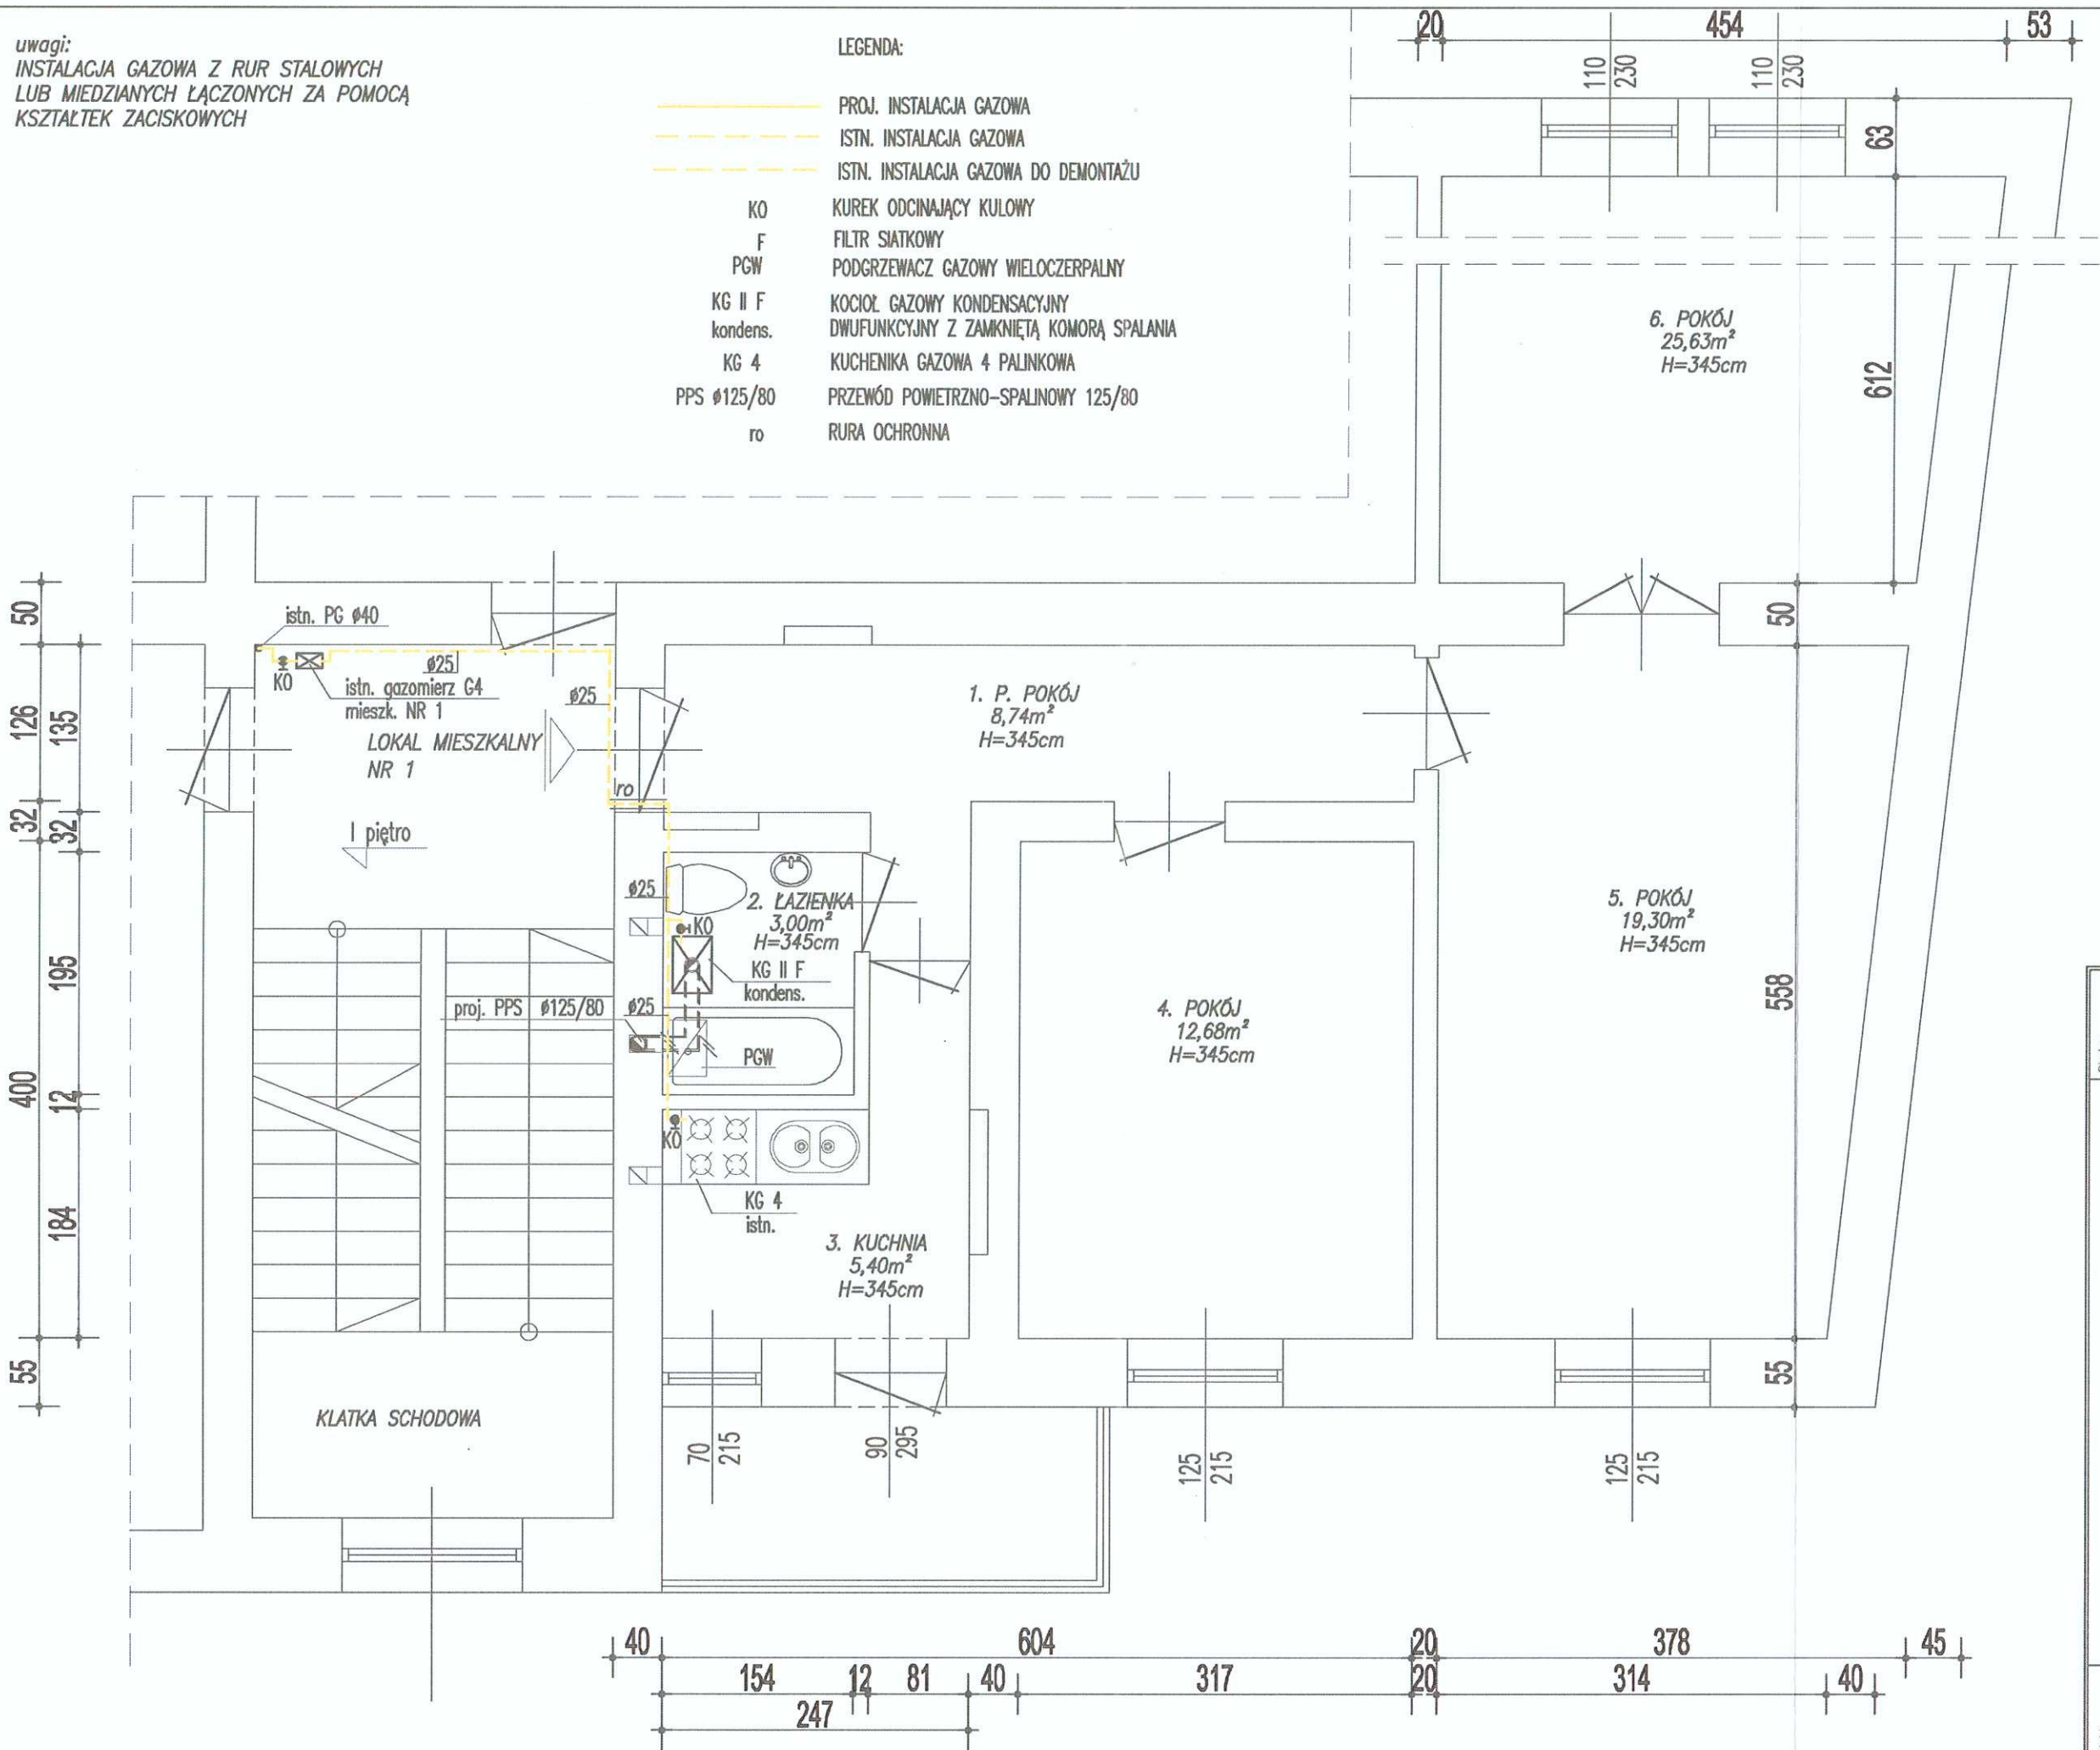 uwagi:
INSTALACJA GAZOWA Z RUR STALOWYCH
LUB MIEDZIANYCH ŁĄCZONYCH ZA POMOCĄ
KSZTAŁTEK ZACISKOWYCH
LEGENDA:
PROJ. INSTALACJA GAZOWA
ISTN. INSTALACJA GAZOWA
ISTN. INSTALACJA GAZOWA DO DEMONTAŻU
KO KUREK ODCINAJĄCY KULOWY
F FILTR SIATKOWY
PGW PODGRZEWACZ GAZOWY WIELOCZERPALNY
KG II F KOCIOŁ GAZOWY KONDENSACYJNY
kondens. DWUFUNKCYJNY Z ZAMKNIĘTĄ KOMORĄ SPALANIA
KG 4 KUCHENIKA GAZOWA 4 PALINKOWA
PPS ø125/80 PRZEWÓD POWIETRZNO-SPALINOWY 125/80
ro RURA OCHRONNA
20 454 53
110 230 110 230
63
612
6. POKÓJ
25,63m²
H=345cm
50
126 135
32 32
400 195
12
184
55
istn. PG ø40
KO
ø25
istn. gazomierz G4
mieszk. NR 1
ø25
LOKAL MIESZKALNY
NR 1
ro
I piętro
1. P. POKÓJ
8,74m²
H=345cm
50
ø25
2. ŁAZIENKA
3,00m²
H=345cm
KO
KG II F
kondens.
proj. PPS ø125/80
ø25
PGW
KO
KG 4
istn.
3. KUCHNIA
5,40m²
H=345cm
4. POKÓJ
12,68m²
H=345cm
5. POKÓJ
19,30m²
H=345cm
558
55
KLATKA SCHODOWA
70 215
90 295
125 215
125 215
40 604 20 378 45
154 12 81 40 317 20 314 40
247